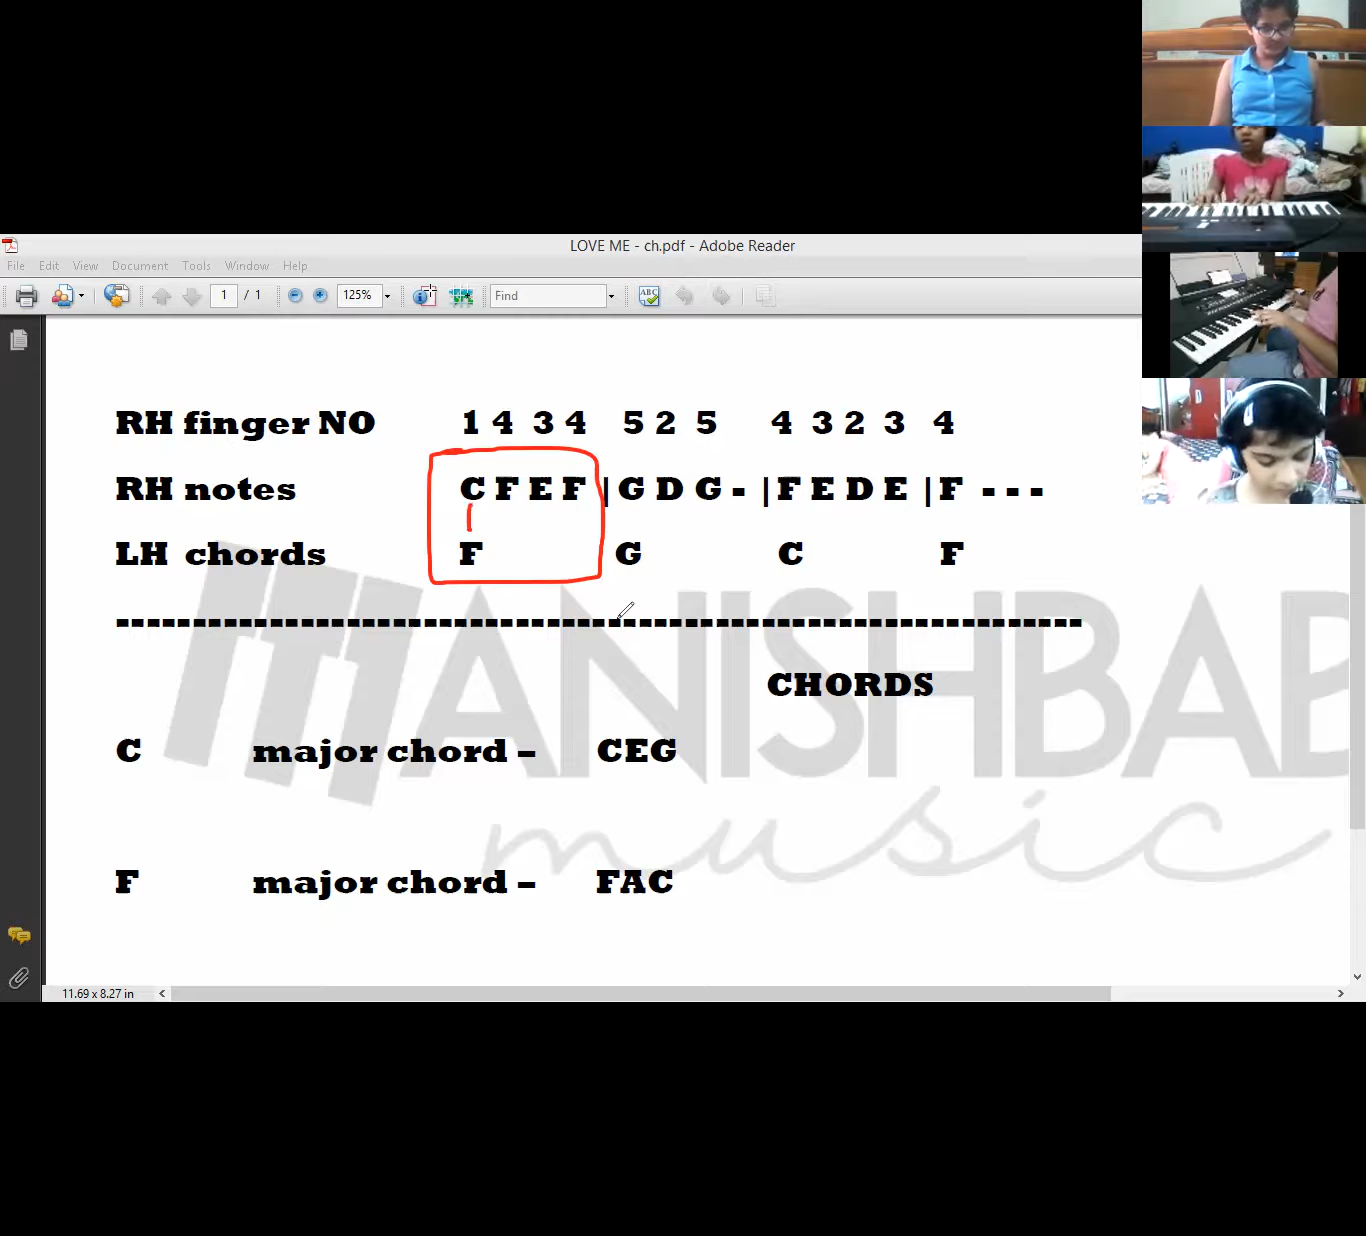 LOVE ME - ch.pdf - Adobe Reader
File Edit View Document Tools Window Help
1 / 1 125% Find
RH finger NO 1 4 3 4 5 2 5 4 3 2 3 4
RH notes C F E F | G D G - | F E D E | F - - -
LH chords F G C F
CHORDS
C major chord – CEG
F major chord – FAC
MANISHBAB
music
11.69 x 8.27 in